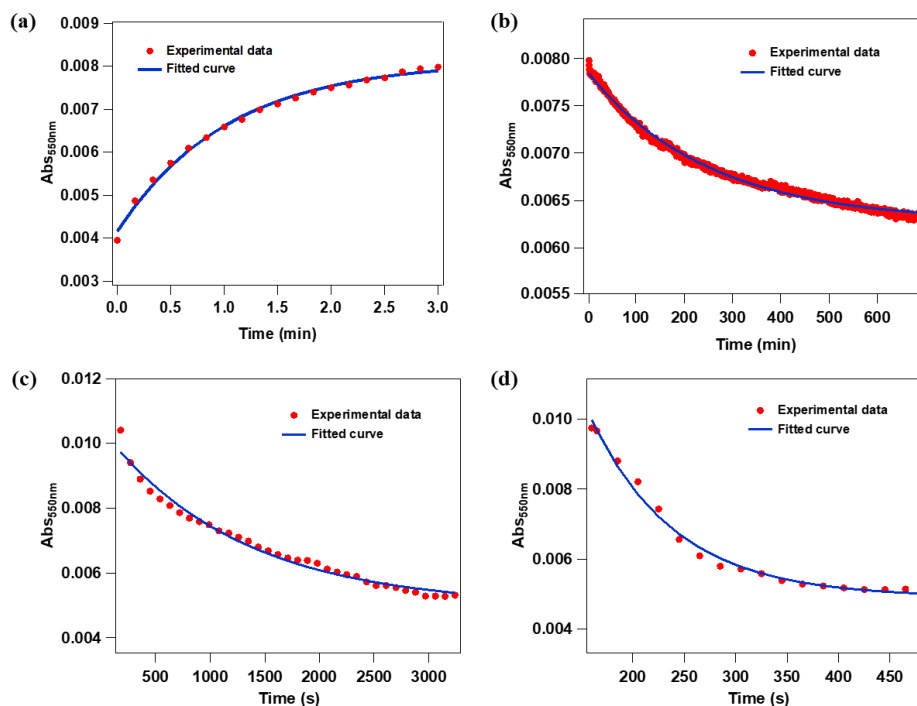 (a)
0.009
0.008
0.007
0.006
0.005
0.004
0.003
Abs550nm
Experimental data
Fitted curve
0.0
0.5
1.0
1.5
2.0
2.5
3.0
Time (min)
(b)
0.0080
0.0075
0.0070
0.0065
0.0060
0.0055
Abs550nm
Experimental data
Fitted curve
0
100
200
300
400
500
600
Time (min)
(c)
0.012
0.010
0.008
0.006
0.004
Abs550nm
Experimental data
Fitted curve
500
1000
1500
2000
2500
3000
Time (s)
(d)
0.010
0.008
0.006
0.004
Abs550nm
Experimental data
Fitted curve
200
250
300
350
400
450
Time (s)